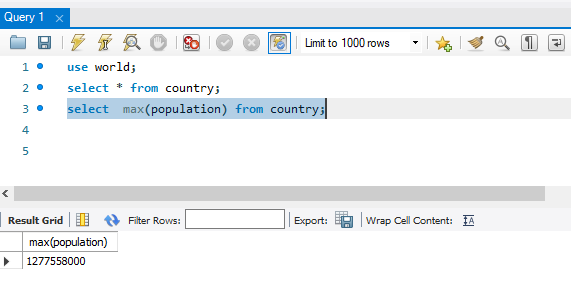 Query 1
Limit to 1000 rows
1 use world;
2 select * from country;
3 select  max(population) from country;
4
5
Result Grid Filter Rows: Export: Wrap Cell Content:
max(population)
1277558000